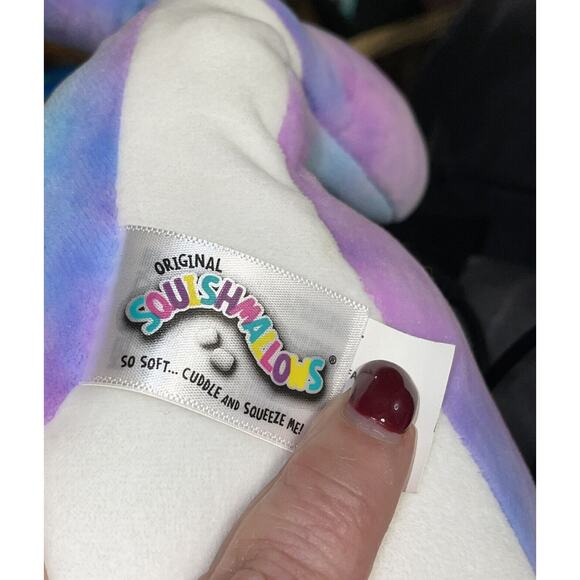 ORIGINAL
SQUISHMALLOWS®
SO SOFT... CUDDLE AND SQUEEZE ME!